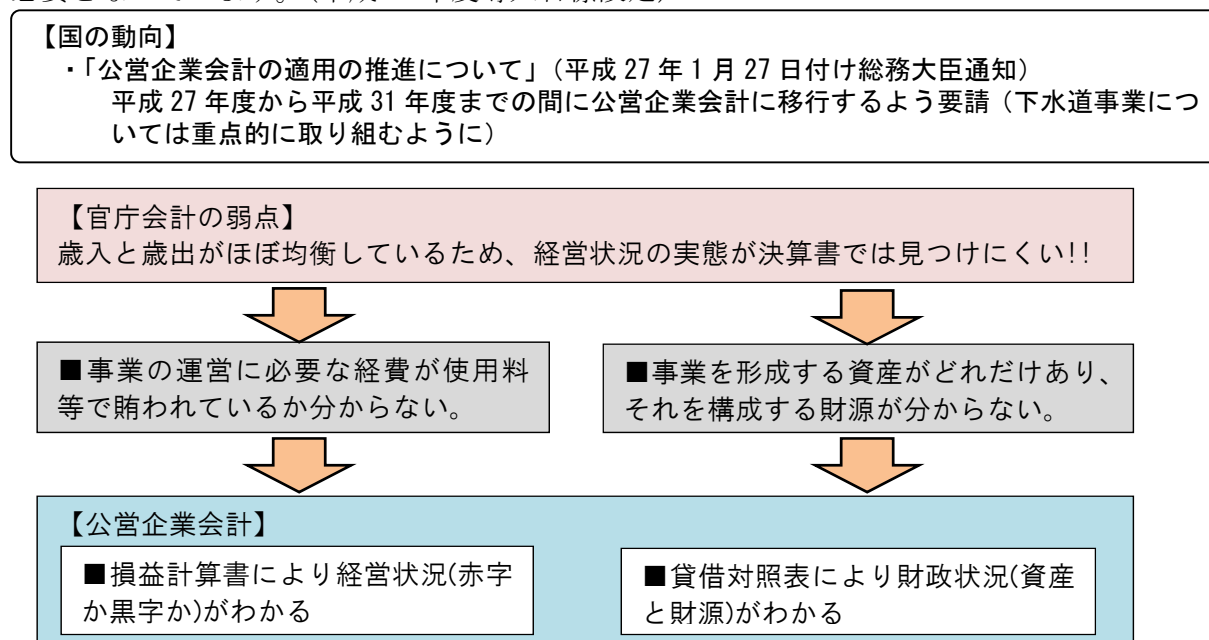 【国の動向】
・「公営企業会計の適用の推進について」（平成 27 年 1 月 27 日付け総務大臣通知）
平成 27 年度から平成 31 年度までの間に公営企業会計に移行するよう要請（下水道事業につ
いては重点的に取り組むように）
【官庁会計の弱点】
歳入と歳出がほぼ均衡しているため、経営状況の実態が決算書では見つけにくい!!
■事業の運営に必要な経費が使用料
等で賄われているか分からない。
■事業を形成する資産がどれだけあり、
それを構成する財源が分からない。
【公営企業会計】
■損益計算書により経営状況(赤字
か黒字か)がわかる
■貸借対照表により財政状況(資産
と財源)がわかる